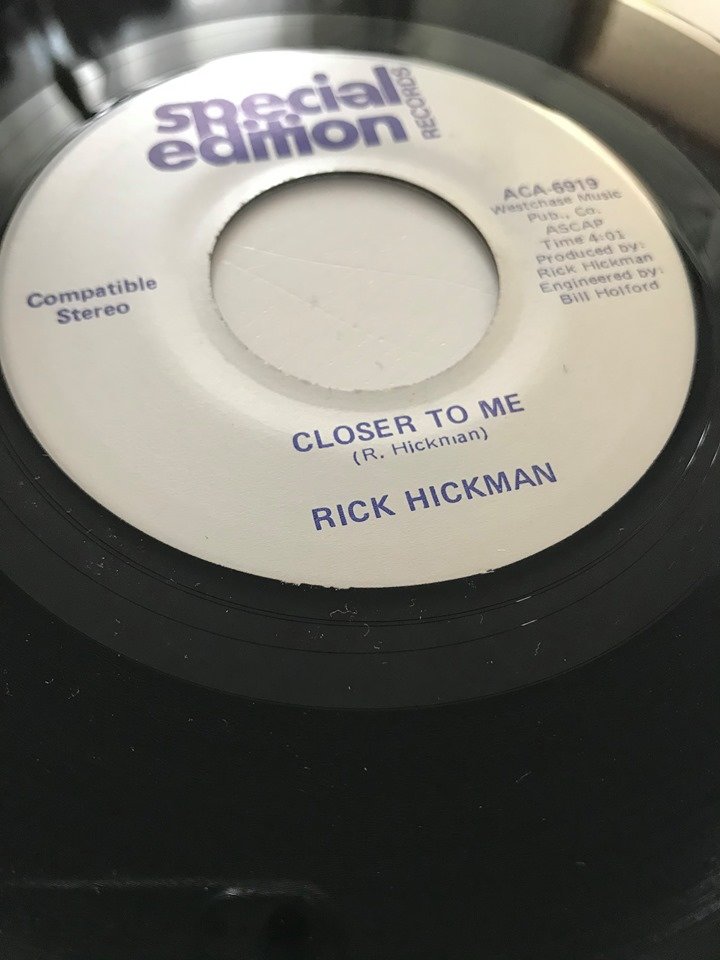 special
edition
RECORDS
ACA-6919
Westchase Music
Pub., Co.
ASCAP
Time 4:01
Produced by:
Rick Hickman
Engineered by:
Bill Holford
Compatible
Stereo
CLOSER TO ME
(R. Hickman)
RICK HICKMAN